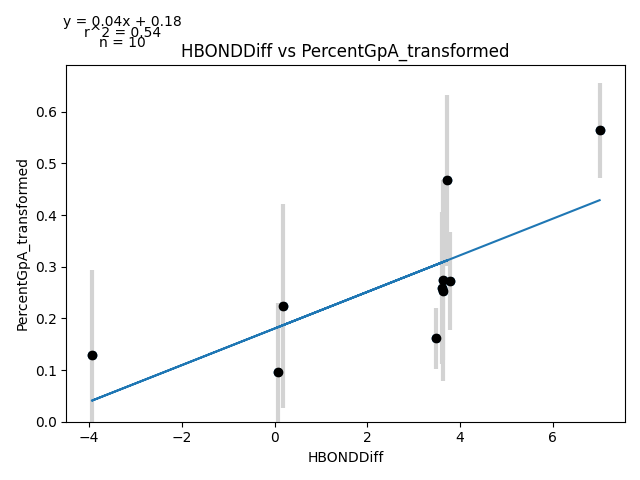 y = 0.04x + 0.18
r^2 = 0.54
n = 10
HBONDDiff vs PercentGpA_transformed
PercentGpA_transformed
0.6
0.5
0.4
0.3
0.2
0.1
0.0
−4
−2
0
2
4
6
HBONDDiff